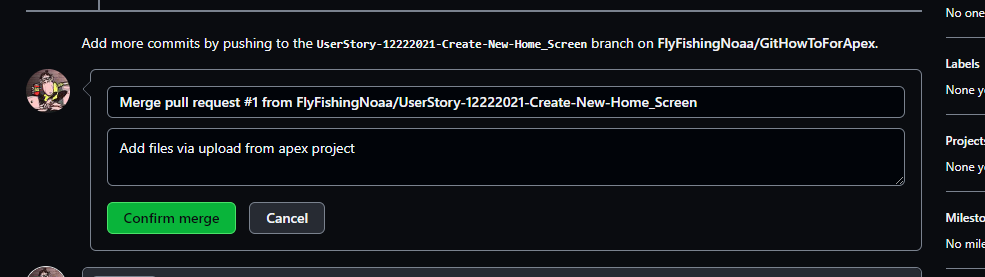 No one
Add more commits by pushing to the UserStory-12222021-Create-New-Home_Screen branch on FlyFishingNoaa/GitHowToForApex.
Labels
None y
Merge pull request #1 from FlyFishingNoaa/UserStory-12222021-Create-New-Home_Screen
Add files via upload from apex project
Projects
None y
Confirm merge
Cancel
Milesto
No mile